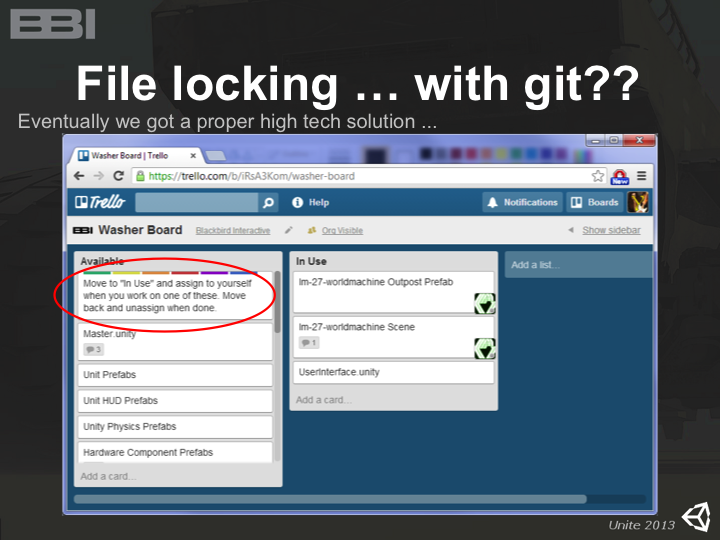 BBI
File locking … with git??
Eventually we got a proper high tech solution ...
Washer Board | Trello
https://trello.com/b/iRsA3Kom/washer-board
New
Trello
Help
Notifications
Boards
BBI Washer Board
Blackbird Interactive
Org Visible
Show sidebar
Available
Move to "In Use" and assign to yourself
when you work on one of these. Move
back and unassign when done.
Master.unity
3
Unit Prefabs
Unit HUD Prefabs
Unity Physics Prefabs
Hardware Component Prefabs
Add a card...
In Use
lm-27-worldmachine Outpost Prefab
lm-27-worldmachine Scene
1
UserInterface.unity
Add a card...
Add a list...
Unite 2013